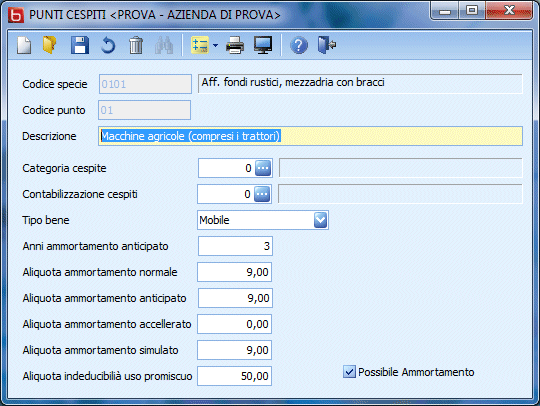 PUNTI CESPITI <PROVA - AZIENDA DI PROVA>
Codice specie 0101 Aff. fondi rustici, mezzadria con bracci
Codice punto 01
Descrizione Macchine agricole (compresi i trattori)
Categoria cespite 0
Contabilizzazione cespiti 0
Tipo bene Mobile
Anni ammortamento anticipato 3
Aliquota ammortamento normale 9,00
Aliquota ammortamento anticipato 9,00
Aliquota ammortamento accellerato 0,00
Aliquota ammortamento simulato 9,00
Aliquota indeducibilià uso promiscuo 50,00 Possibile Ammortamento